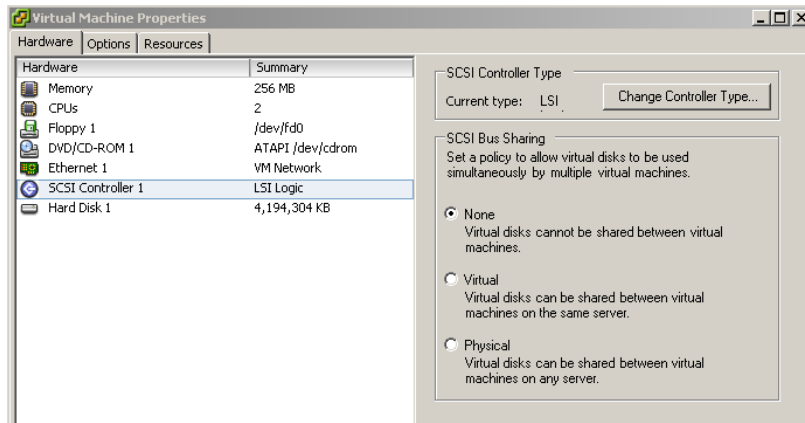 Virtual Machine Properties
Hardware Options Resources
Hardware Summary
Memory 256 MB
CPUs 2
Floppy 1 /dev/fd0
DVD/CD-ROM 1 ATAPI /dev/cdrom
Ethernet 1 VM Network
SCSI Controller 1 LSI Logic
Hard Disk 1 4,194,304 KB
SCSI Controller Type
Current type: LSI Change Controller Type...
SCSI Bus Sharing
Set a policy to allow virtual disks to be used
simultaneously by multiple virtual machines.
None
Virtual disks cannot be shared between virtual
machines.
Virtual
Virtual disks can be shared between virtual
machines on the same server.
Physical
Virtual disks can be shared between virtual
machines on any server.